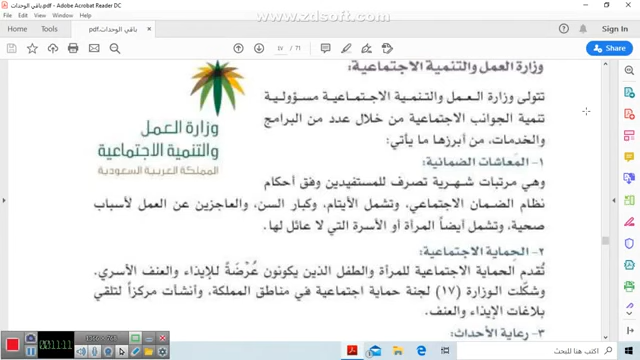 www.zdsoft.com
باقي الوحدات.pdf - Adobe Acrobat Reader DC
File Edit View Window Help
Home Tools باقي الوحدات.pdf Sign In
١٧ / 71 Share
وزارة العمل والتنمية الاجتماعية:
تتولى وزارة العمل والتنمية الاجتماعية مسؤولية
تنمية الجوانب الاجتماعية من خلال عدد من البرامج
والخدمات، من أبرزها ما يأتي:
وزارة العمل
والتنمية الاجتماعية
المملكة العربية السعودية
١- المَعاشات الضمانية:
وهي مرتبات شهرية تصرف للمستفيدين وفق أحكام
نظام الضمان الاجتماعي، وتشمل الأيتام، وكبار السن، والعاجزين عن العمل لأسباب
صحية، وتشمل أيضاً المرأة أو الأسرة التي لا عائل لها.
٢- الحِماية الاجتماعية:
تُقدم الحماية الاجتماعية للمرأة والطفل الذين يكونون عُرْضَةً للإيذاء والعنف الأسري.
وشكّلت الوزارة (١٧) لجنة حماية اجتماعية في مناطق المملكة، وأنشأت مركزاً لتلقي
بلاغات الإيذاء والعنف.
٣- رعاية الأحداث:
اكتب هنا للبحث